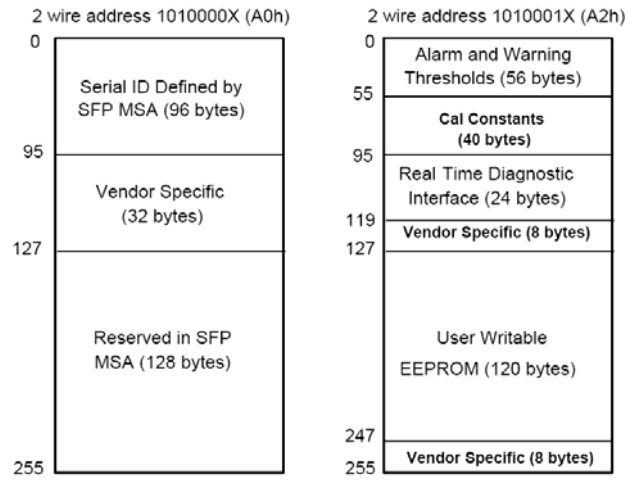 2 wire address 1010000X (A0h)
0
Serial ID Defined by
SFP MSA (96 bytes)
95
Vendor Specific
(32 bytes)
127
Reserved in SFP
MSA (128 bytes)
255
2 wire address 1010001X (A2h)
0
Alarm and Warning
Thresholds (56 bytes)
55
Cal Constants
(40 bytes)
95
Real Time Diagnostic
Interface (24 bytes)
119
Vendor Specific (8 bytes)
127
User Writable
EEPROM (120 bytes)
247
Vendor Specific (8 bytes)
255